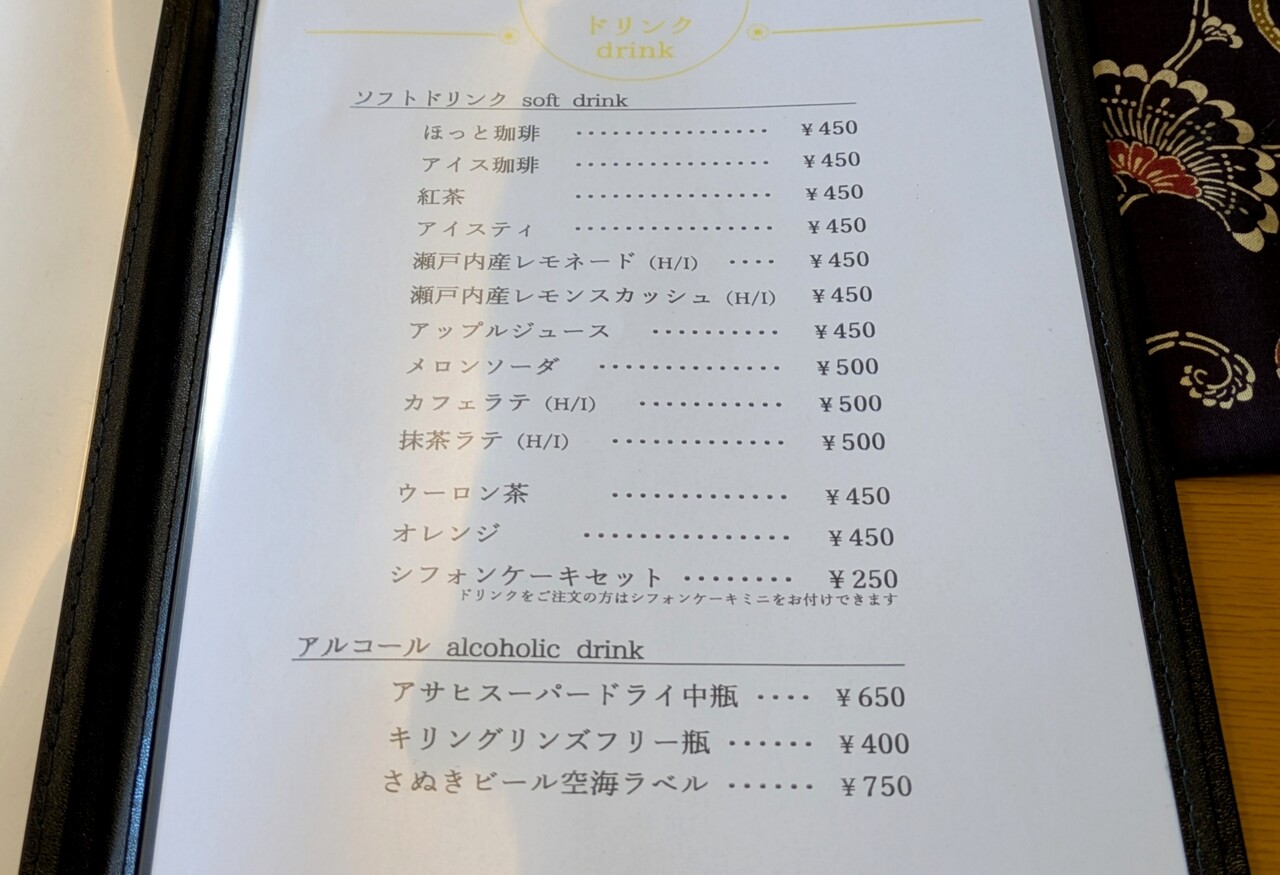 ドリンク
drink
ソフトドリンク soft drink
ほっと珈琲 ················ ¥450
アイス珈琲 ················ ¥450
紅茶 ················ ¥450
アイスティ ················ ¥450
瀬戸内産レモネード (H/I) ···· ¥450
瀬戸内産レモンスカッシュ (H/I) ¥450
アップルジュース ·········· ¥450
メロンソーダ ·············· ¥500
カフェラテ (H/I) ··········· ¥500
抹茶ラテ (H/I) ············· ¥500
ウーロン茶 ············· ¥450
オレンジ ··············· ¥450
シフォンケーキセット ········ ¥250
ドリンクをご注文の方はシフォンケーキミニをお付けできます
アルコール alcoholic drink
アサヒスーパードライ中瓶 ···· ¥650
キリングリンズフリー瓶 ······ ¥400
さぬきビール空海ラベル ······ ¥750